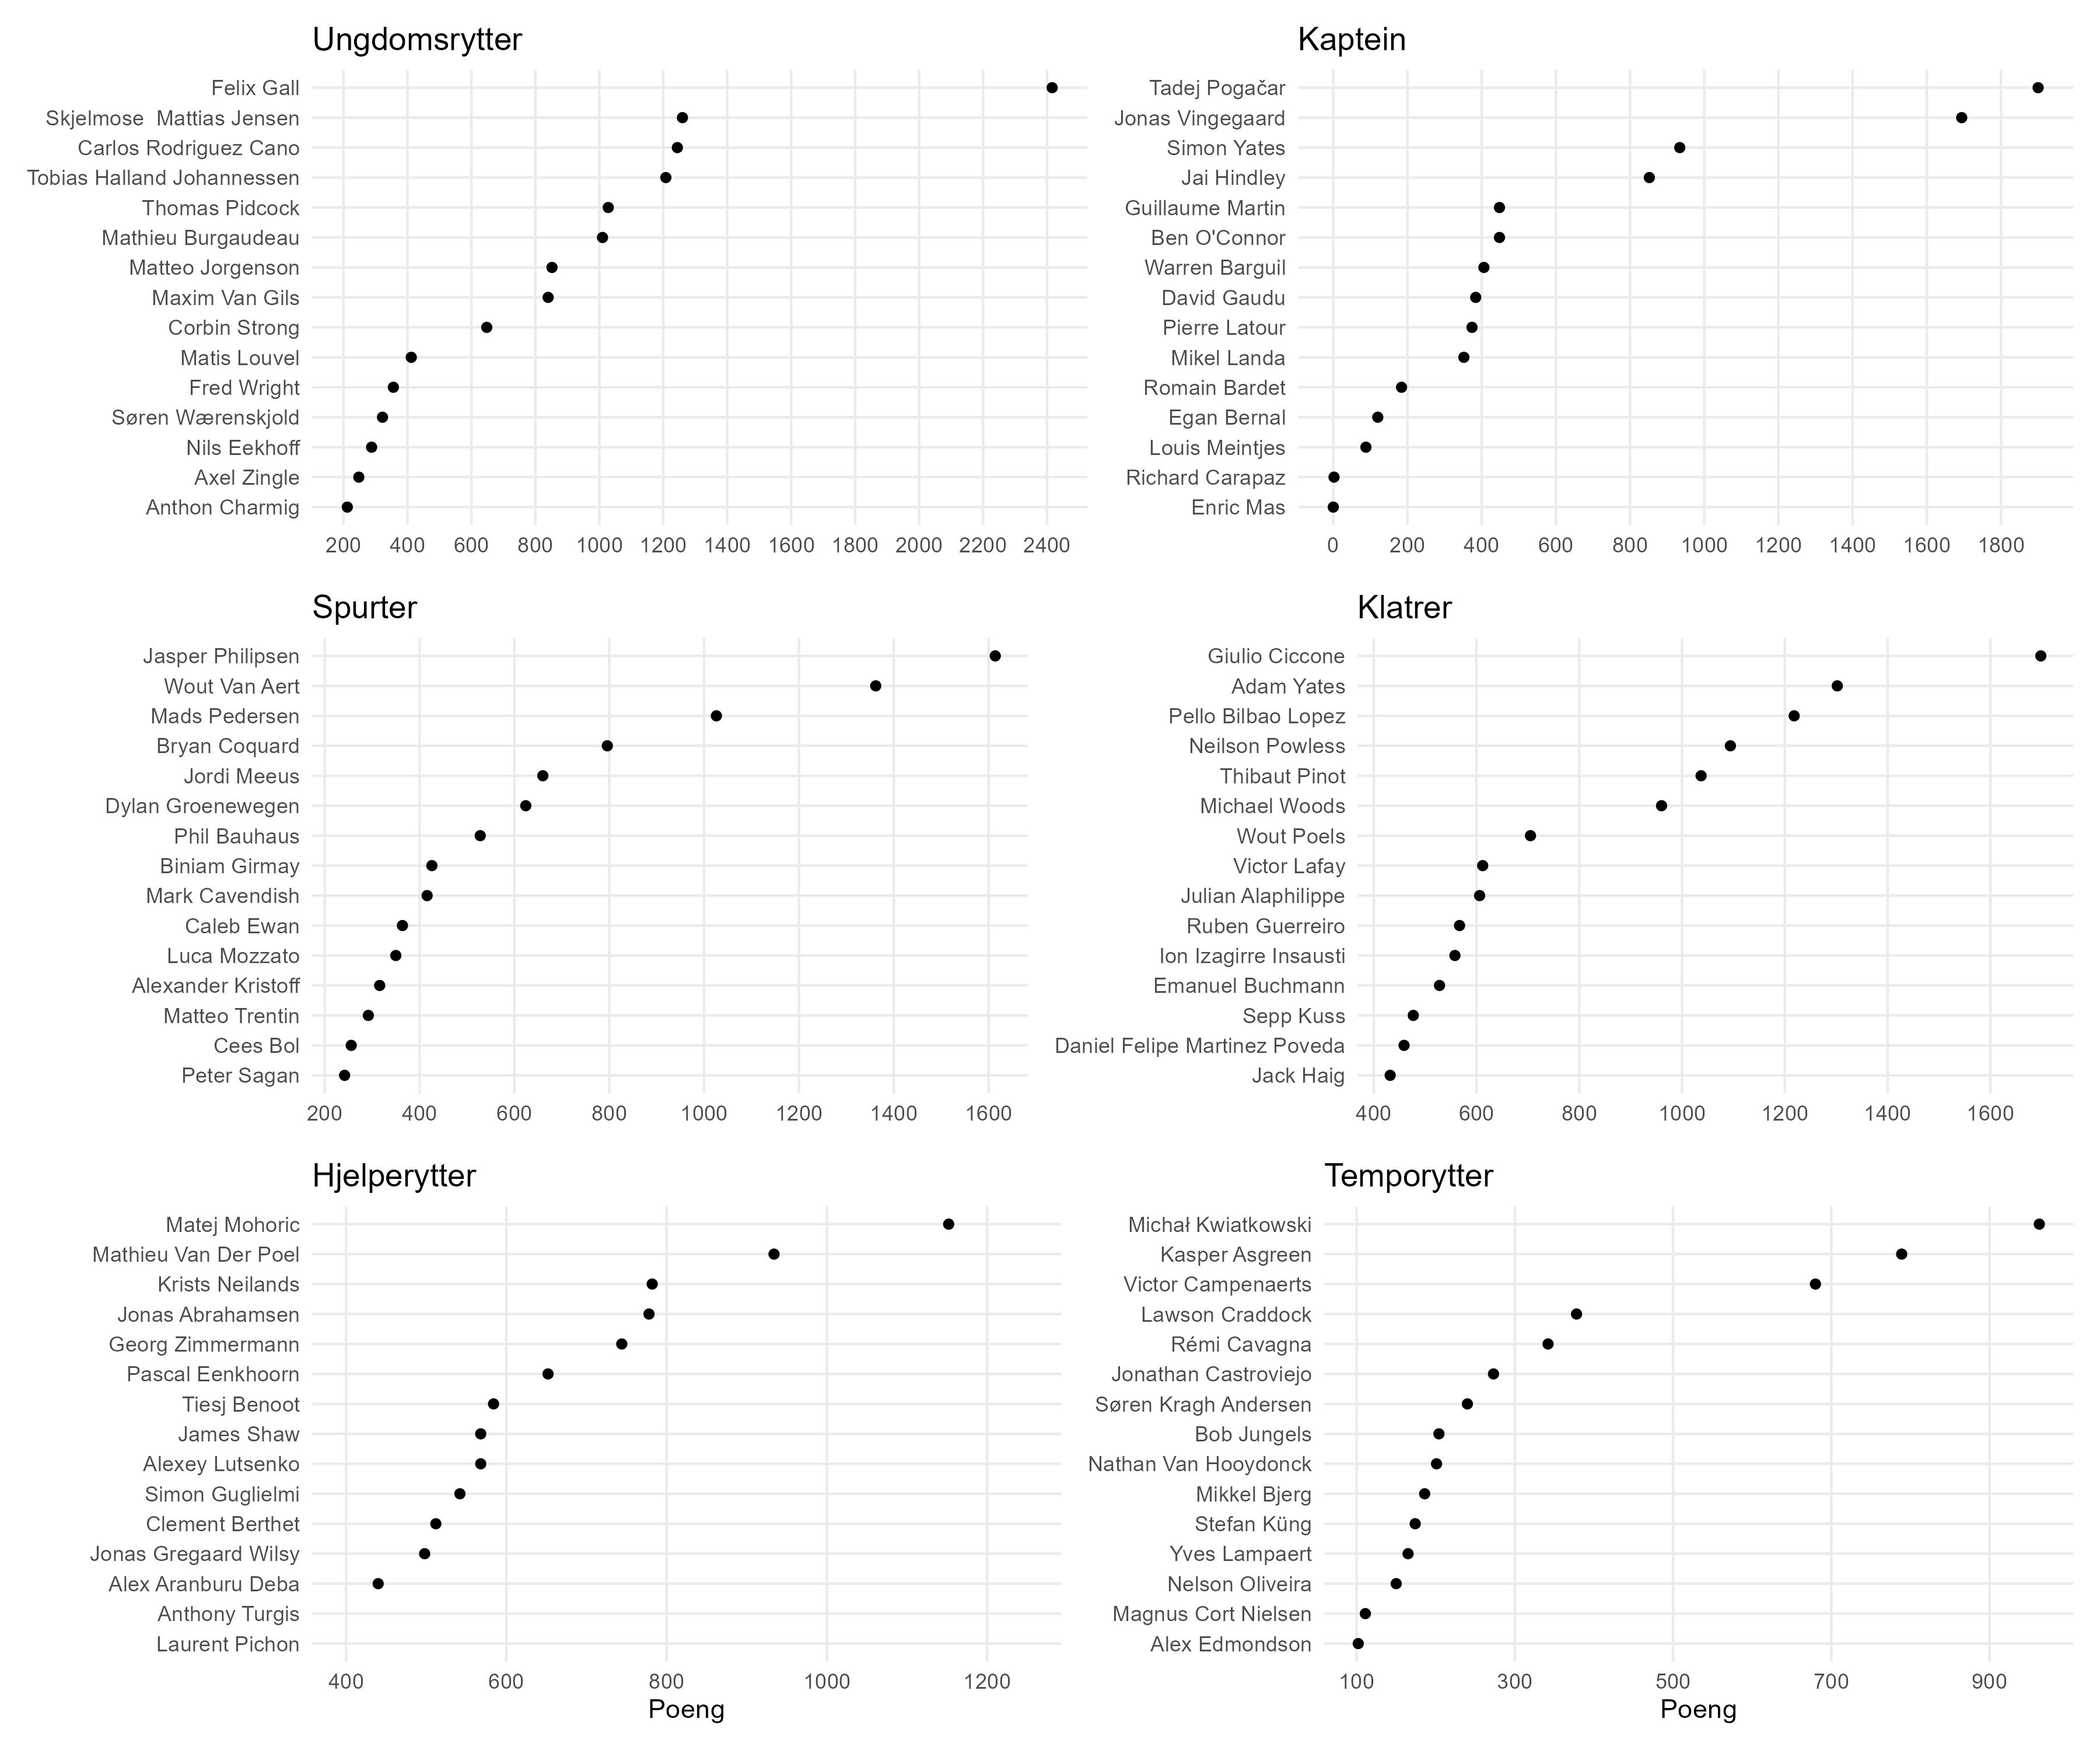 Ungdomsrytter
Felix Gall
Skjelmose  Mattias Jensen
Carlos Rodriguez Cano
Tobias Halland Johannessen
Thomas Pidcock
Mathieu Burgaudeau
Matteo Jorgenson
Maxim Van Gils
Corbin Strong
Matis Louvel
Fred Wright
Søren Wærenskjold
Nils Eekhoff
Axel Zingle
Anthon Charmig
200 400 600 800 1000 1200 1400 1600 1800 2000 2200 2400
Kaptein
Tadej Pogačar
Jonas Vingegaard
Simon Yates
Jai Hindley
Guillaume Martin
Ben O'Connor
Warren Barguil
David Gaudu
Pierre Latour
Mikel Landa
Romain Bardet
Egan Bernal
Louis Meintjes
Richard Carapaz
Enric Mas
0 200 400 600 800 1000 1200 1400 1600 1800
Spurter
Jasper Philipsen
Wout Van Aert
Mads Pedersen
Bryan Coquard
Jordi Meeus
Dylan Groenewegen
Phil Bauhaus
Biniam Girmay
Mark Cavendish
Caleb Ewan
Luca Mozzato
Alexander Kristoff
Matteo Trentin
Cees Bol
Peter Sagan
200 400 600 800 1000 1200 1400 1600
Klatrer
Giulio Ciccone
Adam Yates
Pello Bilbao Lopez
Neilson Powless
Thibaut Pinot
Michael Woods
Wout Poels
Victor Lafay
Julian Alaphilippe
Ruben Guerreiro
Ion Izagirre Insausti
Emanuel Buchmann
Sepp Kuss
Daniel Felipe Martinez Poveda
Jack Haig
400 600 800 1000 1200 1400 1600
Hjelperytter
Matej Mohoric
Mathieu Van Der Poel
Krists Neilands
Jonas Abrahamsen
Georg Zimmermann
Pascal Eenkhoorn
Tiesj Benoot
James Shaw
Alexey Lutsenko
Simon Guglielmi
Clement Berthet
Jonas Gregaard Wilsy
Alex Aranburu Deba
Anthony Turgis
Laurent Pichon
400 600 800 1000 1200
Poeng
Temporytter
Michał Kwiatkowski
Kasper Asgreen
Victor Campenaerts
Lawson Craddock
Rémi Cavagna
Jonathan Castroviejo
Søren Kragh Andersen
Bob Jungels
Nathan Van Hooydonck
Mikkel Bjerg
Stefan Küng
Yves Lampaert
Nelson Oliveira
Magnus Cort Nielsen
Alex Edmondson
100 300 500 700 900
Poeng